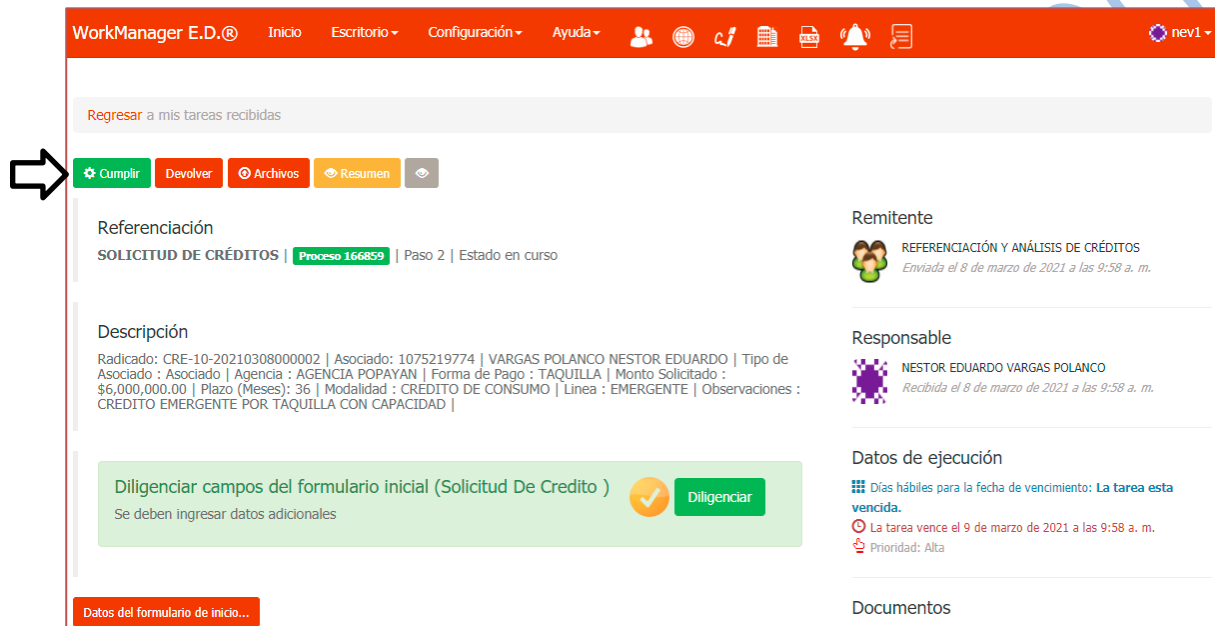 WorkManager E.D.® Inicio Escritorio Configuración Ayuda XLSX nev1
Regresar a mis tareas recibidas
Cumplir Devolver Archivos Resumen
Referenciación
SOLICITUD DE CRÉDITOS | Proceso 166859 | Paso 2 | Estado en curso
Descripción
Radicado: CRE-10-20210308000002 | Asociado: 1075219774 | VARGAS POLANCO NESTOR EDUARDO | Tipo de
Asociado : Asociado | Agencia : AGENCIA POPAYAN | Forma de Pago : TAQUILLA | Monto Solicitado :
$6,000,000.00 | Plazo (Meses): 36 | Modalidad : CREDITO DE CONSUMO | Linea : EMERGENTE | Observaciones :
CREDITO EMERGENTE POR TAQUILLA CON CAPACIDAD |
Diligenciar campos del formulario inicial (Solicitud De Credito )
Se deben ingresar datos adicionales
Diligenciar
Datos del formulario de inicio...
Remitente
REFERENCIACIÓN Y ANÁLISIS DE CRÉDITOS
Enviada el 8 de marzo de 2021 a las 9:58 a. m.
Responsable
NESTOR EDUARDO VARGAS POLANCO
Recibida el 8 de marzo de 2021 a las 9:58 a. m.
Datos de ejecución
Días hábiles para la fecha de vencimiento: La tarea esta
vencida.
La tarea vence el 9 de marzo de 2021 a las 9:58 a. m.
Prioridad: Alta
Documentos